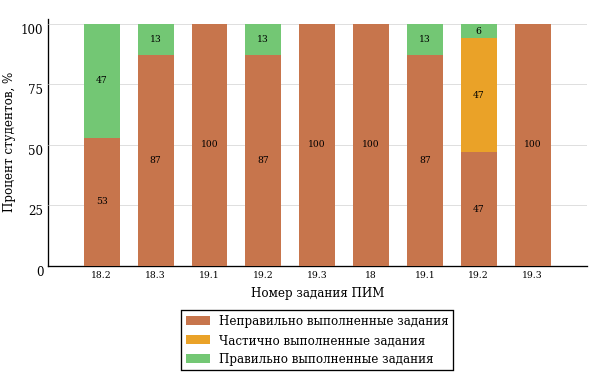 Процент студентов, %
100
75
50
25
0
47 13 13 13 6
47
100 100 100 100
53 87 87 87 47
18.2 18.3 19.1 19.2 19.3 18 19.1 19.2 19.3
Номер задания ПИМ
Неправильно выполненные задания
Частично выполненные задания
Правильно выполненные задания